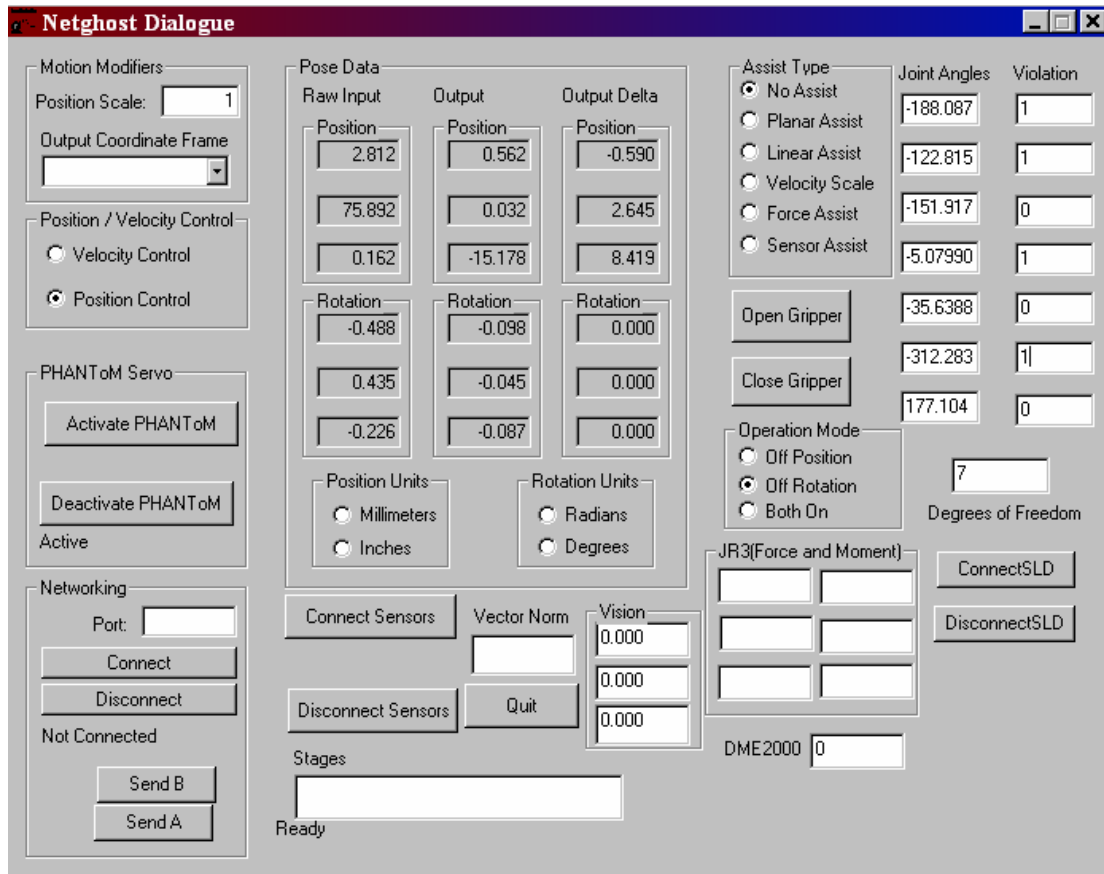 Netghost Dialogue
Motion Modifiers
Position Scale: 1
Output Coordinate Frame
Position / Velocity Control
Velocity Control
Position Control
PHANToM Servo
Activate PHANToM
Deactivate PHANToM
Active
Networking
Port:
Connect
Disconnect
Not Connected
Send B
Send A
Pose Data
Raw Input Output Output Delta
Position Position Position
2.812 0.562 -0.590
75.892 0.032 2.645
0.162 -15.178 8.419
Rotation Rotation Rotation
-0.488 -0.098 0.000
0.435 -0.045 0.000
-0.226 -0.087 0.000
Position Units
Millimeters
Inches
Rotation Units
Radians
Degrees
Connect Sensors
Disconnect Sensors
Vector Norm
Quit
Vision
0.000
0.000
0.000
Stages
Ready
Assist Type
No Assist
Planar Assist
Linear Assist
Velocity Scale
Force Assist
Sensor Assist
Open Gripper
Close Gripper
Operation Mode
Off Position
Off Rotation
Both On
Joint Angles Violation
-188.087 1
-122.815 1
-151.917 0
-5.07990 1
-35.6388 0
-312.283 1
177.104 0
7
Degrees of Freedom
JR3(Force and Moment)
ConnectSLD
DisconnectSLD
DME2000 0